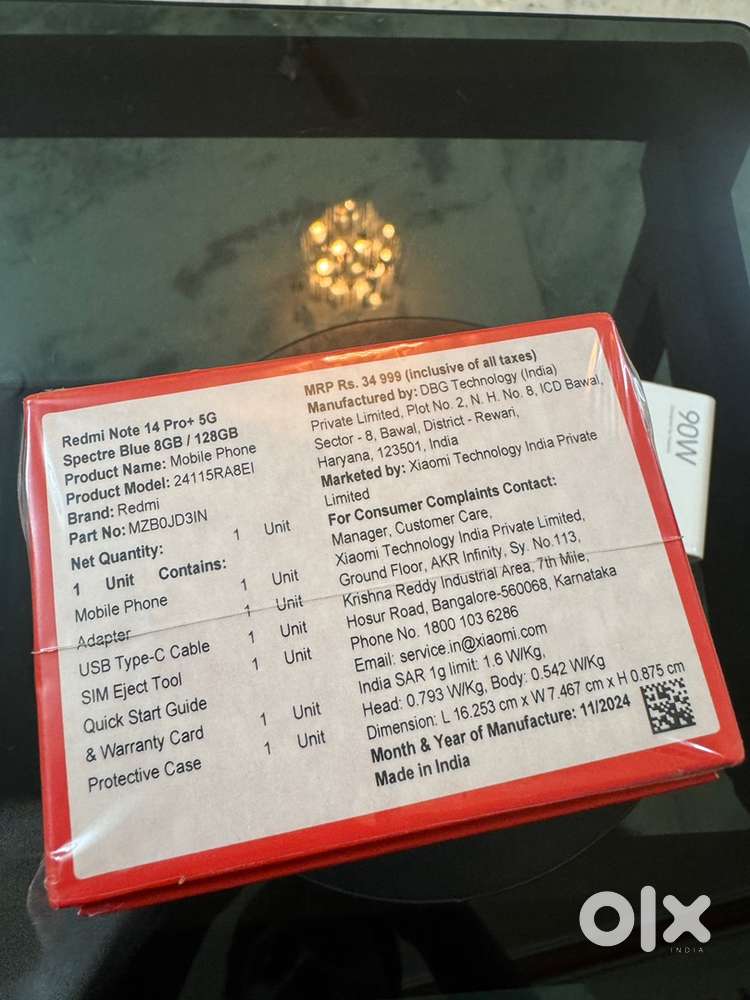 Redmi Note 14 Pro+ 5G
Spectre Blue 8GB / 128GB
Product Name: Mobile Phone
Product Model: 24115RA8EI
Brand: Redmi
Part No: MZB0JD3IN
Net Quantity: 1 Unit
1 Unit Contains:
Mobile Phone 1 Unit
Adapter 1 Unit
USB Type-C Cable 1 Unit
SIM Eject Tool 1 Unit
Quick Start Guide
& Warranty Card 1 Unit
Protective Case 1 Unit
MRP Rs. 34 999 (inclusive of all taxes)
Manufactured by: DBG Technology (India)
Private Limited, Plot No. 2, N. H. No. 8, ICD Bawal,
Sector - 8, Bawal, District - Rewari,
Haryana, 123501, India
Marketed by: Xiaomi Technology India Private
Limited
For Consumer Complaints Contact:
Manager, Customer Care,
Xiaomi Technology India Private Limited,
Ground Floor, AKR Infinity, Sy. No.113,
Krishna Reddy Industrial Area, 7th Mile,
Hosur Road, Bangalore-560068, Karnataka
Phone No. 1800 103 6286
Email: service.in@xiaomi.com
India SAR 1g limit: 1.6 W/Kg,
Head: 0.793 W/Kg, Body: 0.542 W/Kg
Dimension: L 16.253 cm x W 7.467 cm x H 0.875 cm
Month & Year of Manufacture: 11/2024
Made in India
90W
olx
INDIA